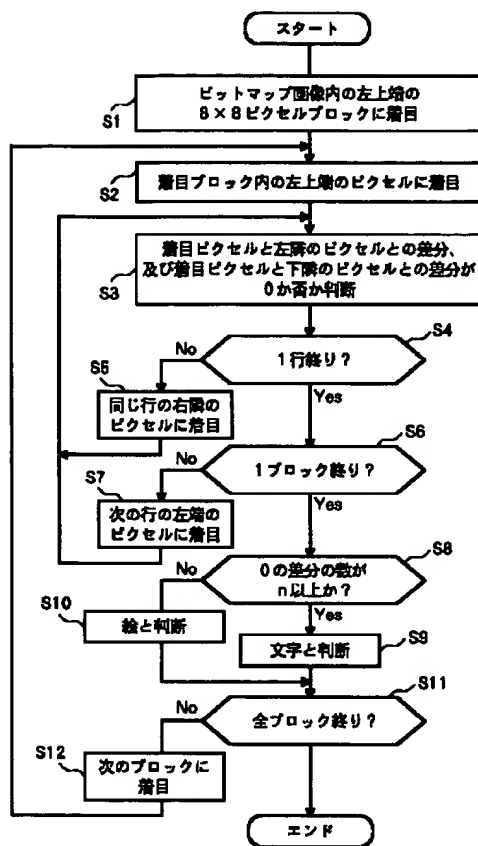 スタート
ビットマップ画像内の左上端の
8×8ピクセルブロックに着目
S1
着目ブロック内の左上端のピクセルに着目
S2
着目ピクセルと左隣のピクセルとの差分、
及び着目ピクセルと下隣のピクセルとの差分が
0か否か判断
S3
S4
1行終り？
No
Yes
S5
同じ行の右隣の
ピクセルに着目
S6
1ブロック終り？
No
Yes
S7
次の行の左端の
ピクセルに着目
S8
0の差分の数が
n以上か？
No
Yes
S10
絵と判断
文字と判断
S9
S11
全ブロック終り？
No
S12
次のブロックに
着目
エンド